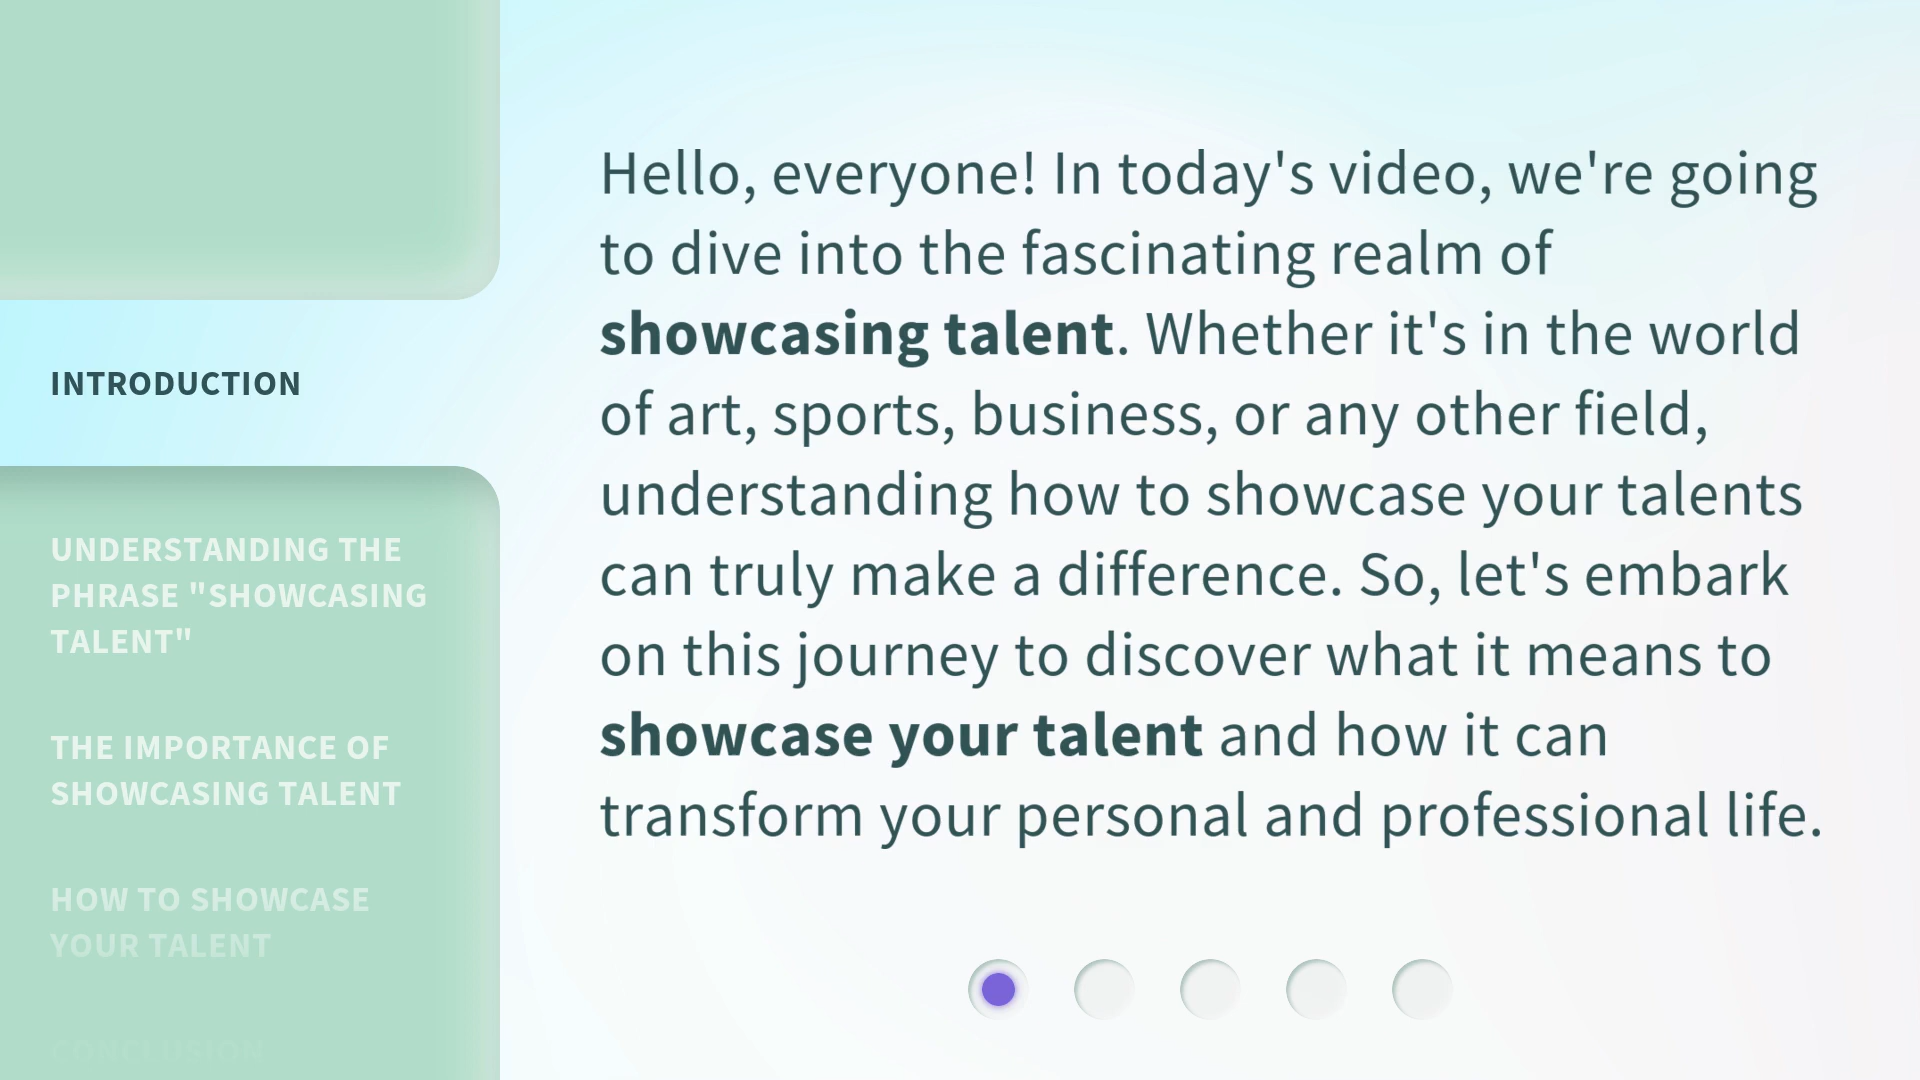 INTRODUCTION
UNDERSTANDING THE
PHRASE "SHOWCASING
TALENT"
THE IMPORTANCE OF
SHOWCASING TALENT
HOW TO SHOWCASE
YOUR TALENT
CONCLUSION
Hello, everyone! In today's video, we're going
to dive into the fascinating realm of
showcasing talent. Whether it's in the world
of art, sports, business, or any other field,
understanding how to showcase your talents
can truly make a difference. So, let's embark
on this journey to discover what it means to
showcase your talent and how it can
transform your personal and professional life.